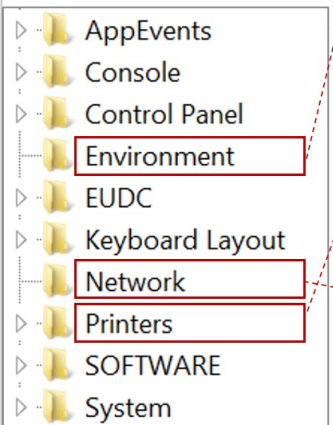 AppEvents
Console
Control Panel
Environment
EUDC
Keyboard Layout
Network
Printers
SOFTWARE
System